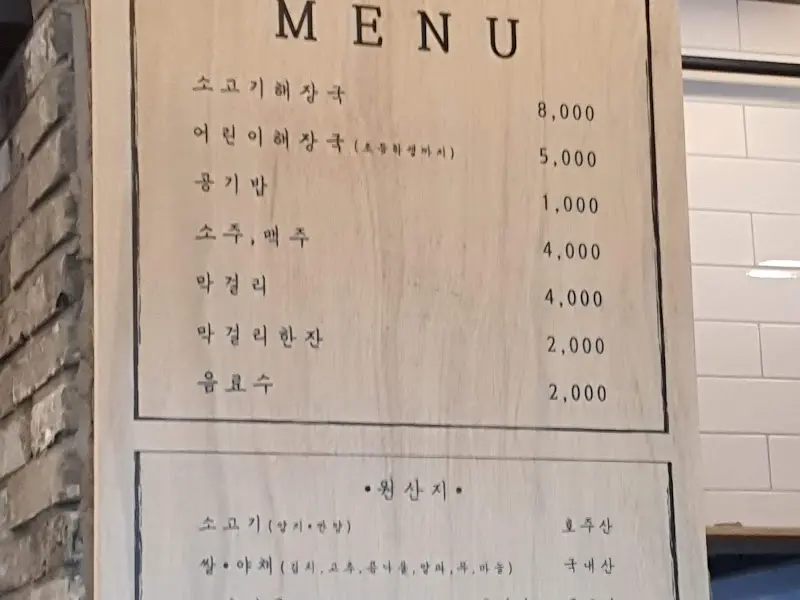 MENU
소고기해장국 8,000
어린이해장국(초등학생까지) 5,000
공기밥 1,000
소주,맥주 4,000
막걸리 4,000
막걸리한잔 2,000
음료수 2,000
•원산지•
소고기(양지•깐양) 호주산
쌀•야채(김치,고추,콩나물,양파,무,마늘) 국내산